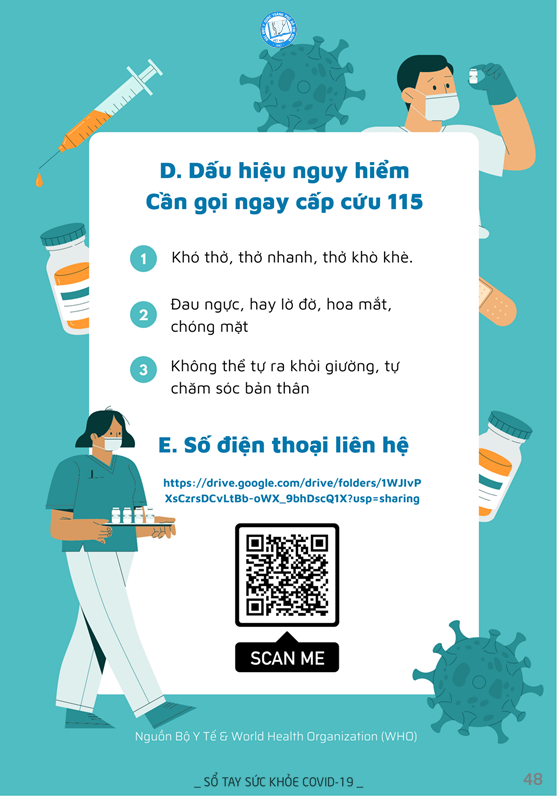 D. Dấu hiệu nguy hiểm
Cần gọi ngay cấp cứu 115
1 Khó thở, thở nhanh, thở khò khè.
2 Đau ngực, hay lờ đờ, hoa mắt,
chóng mặt
3 Không thể tự ra khỏi giường, tự
chăm sóc bản thân
E. Số điện thoại liên hệ
https://drive.google.com/drive/folders/1WJIvP
XsCzrsDCvLtBb-oWX_9bhDscQ1X?usp=sharing
SCAN ME
Nguồn Bộ Y Tế & World Health Organization (WHO)
_ SỔ TAY SỨC KHỎE COVID-19 _
48